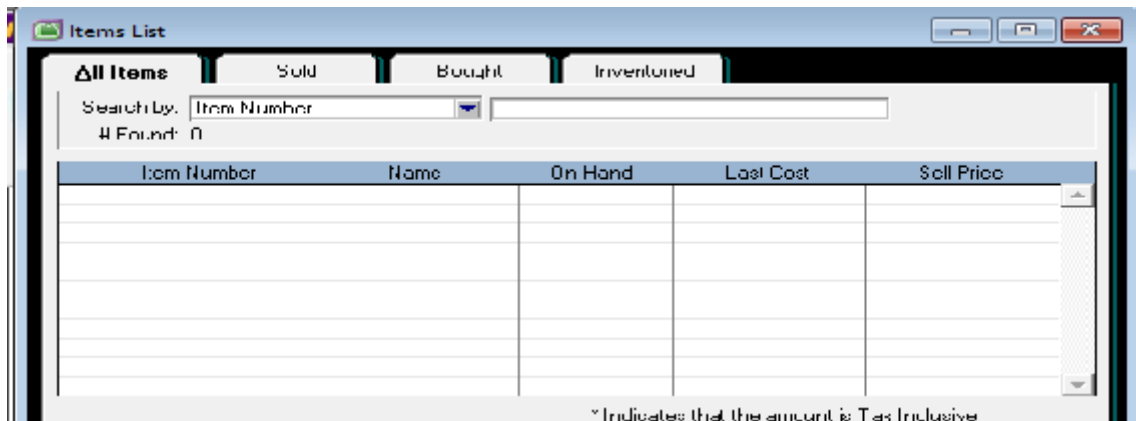 Items List
All Items Sold Bought Inventoried
Search by: Item Number
# Found: 0
Item Number Name On Hand Last Cost Sell Price
* Indicates that the amount is Tax Inclusive